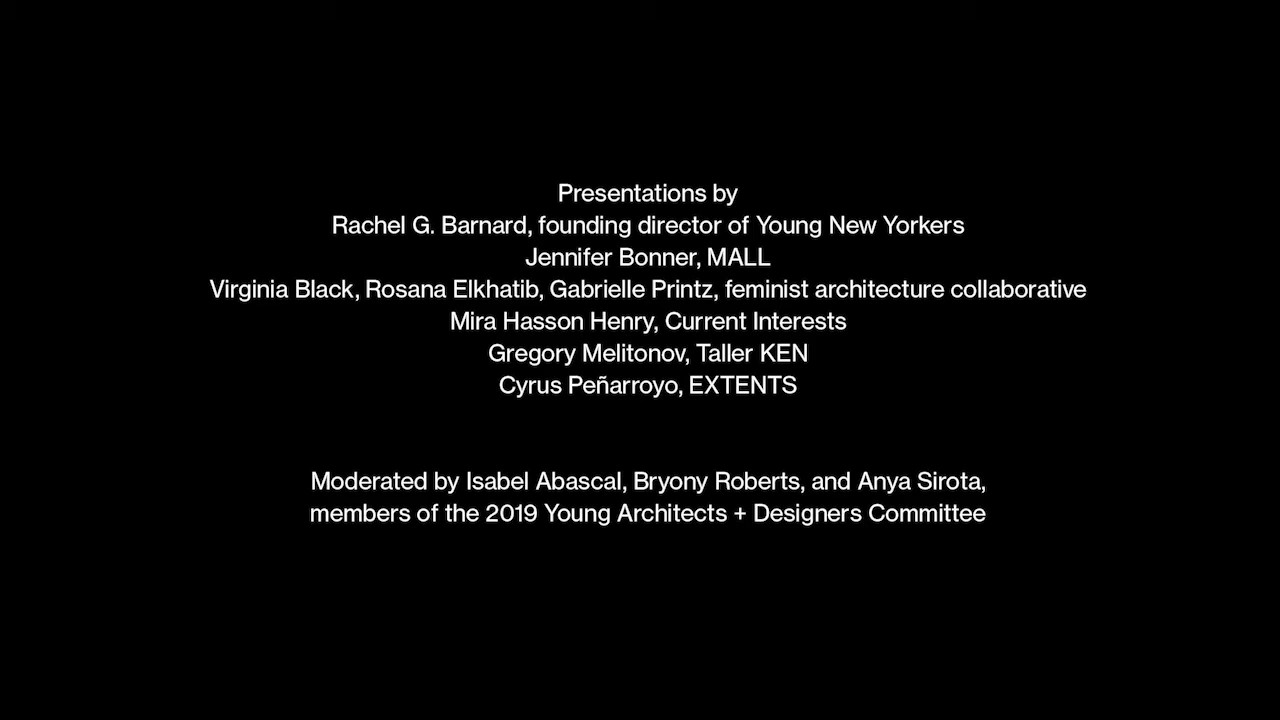 Presentations by
Rachel G. Barnard, founding director of Young New Yorkers
Jennifer Bonner, MALL
Virginia Black, Rosana Elkhatib, Gabrielle Printz, feminist architecture collaborative
Mira Hasson Henry, Current Interests
Gregory Melitonov, Taller KEN
Cyrus Peñarroyo, EXTENTS
Moderated by Isabel Abascal, Bryony Roberts, and Anya Sirota,
members of the 2019 Young Architects + Designers Committee